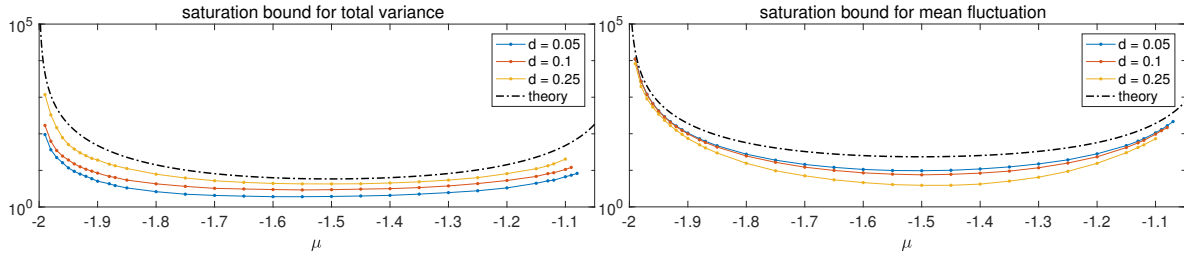 saturation bound for total variance
10^5
d = 0.05
d = 0.1
d = 0.25
theory
10^0
-2 -1.9 -1.8 -1.7 -1.6 -1.5 -1.4 -1.3 -1.2 -1.1
μ
saturation bound for mean fluctuation
10^5
d = 0.05
d = 0.1
d = 0.25
theory
10^0
-2 -1.9 -1.8 -1.7 -1.6 -1.5 -1.4 -1.3 -1.2 -1.1
μ